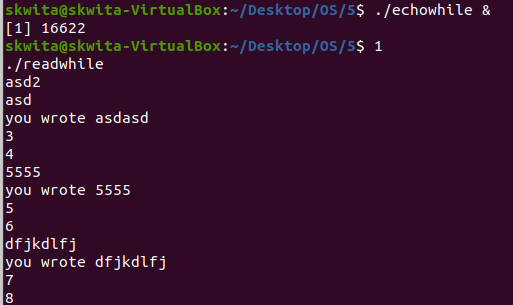 skwita@skwita-VirtualBox:~/Desktop/OS/5$ ./echowhile &
[1] 16622
skwita@skwita-VirtualBox:~/Desktop/OS/5$ 1
./readwhile
asd2
asd
you wrote asdasd
3
4
5555
you wrote 5555
5
6
dfjkdlfj
you wrote dfjkdlfj
7
8